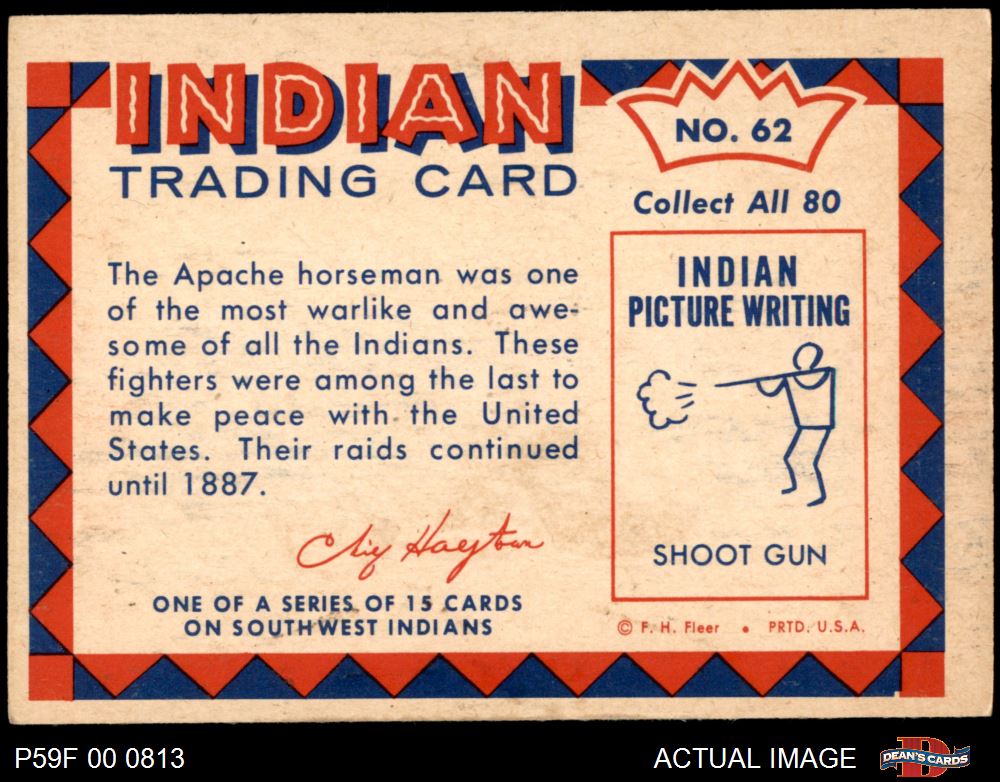 INDIAN
TRADING CARD
NO. 62
Collect All 80
The Apache horseman was one
of the most warlike and awe-
some of all the Indians. These
fighters were among the last to
make peace with the United
States. Their raids continued
until 1887.
Chief Hagstrom
ONE OF A SERIES OF 15 CARDS
ON SOUTHWEST INDIANS
INDIAN
PICTURE WRITING
SHOOT GUN
© F. H. Fleer • PRTD. U.S.A.
P59F 00 0813
ACTUAL IMAGE
D
DEAN'S CARDS